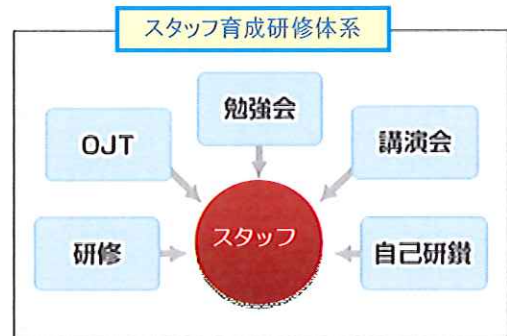 スタッフ育成研修体系
勉強会
OJT
講演会
スタッフ
研修
自己研鑽